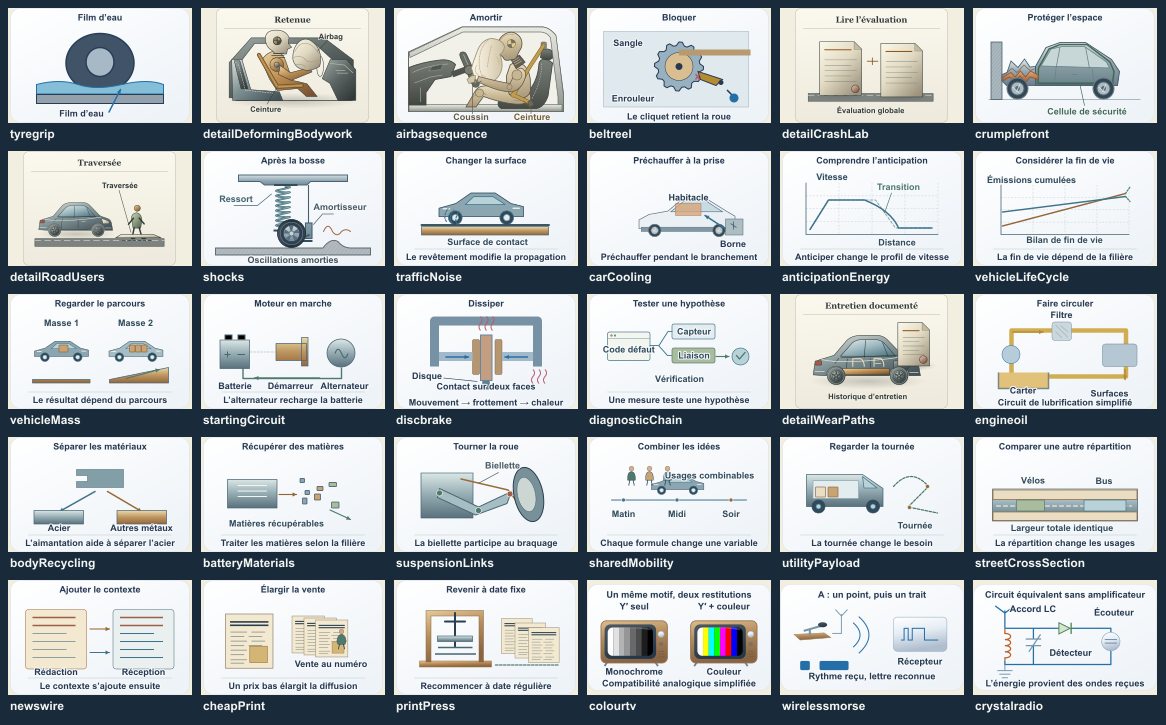 Film d'eau
Film d'eau
tyregrip
Retenue
Airbag
Ceinture
detailDeformingBodywork
Amortir
Coussin
Ceinture
airbagsequence
Bloquer
Sangle
Enrouleur
Le cliquet retient la roue
beltreel
Lire l'évaluation
Évaluation globale
detailCrashLab
Protéger l'espace
Cellule de sécurité
crumplefront
Traversée
Traversée
detailRoadUsers
Après la bosse
Ressort
Amortisseur
Oscillations amorties
shocks
Changer la surface
Surface de contact
Le revêtement modifie la propagation
trafficNoise
Préchauffer à la prise
Habitacle
Borne
Préchauffer pendant le branchement
carCooling
Comprendre l'anticipation
Vitesse
Transition
Distance
Anticiper change le profil de vitesse
anticipationEnergy
Considérer la fin de vie
Émissions cumulées
Bilan de fin de vie
La fin de vie dépend de la filière
vehicleLifeCycle
Regarder le parcours
Masse 1
Masse 2
Le résultat dépend du parcours
vehicleMass
Moteur en marche
Batterie
Démarreur
Alternateur
L'alternateur recharge la batterie
startingCircuit
Dissiper
Disque
Contact sur deux faces
Mouvement → frottement → chaleur
discbrake
Tester une hypothèse
Capteur
Code défaut
Liaison
Vérification
Une mesure teste une hypothèse
diagnosticChain
Entretien documenté
Historique d'entretien
detailWearPaths
Faire circuler
Filtre
Carter
Surfaces
Circuit de lubrification simplifié
engineoil
Séparer les matériaux
Acier
Autres métaux
L'aimantation aide à séparer l'acier
bodyRecycling
Récupérer des matières
Matières récupérables
Traiter les matières selon la filière
batteryMaterials
Tourner la roue
Biellette
La biellette participe au braquage
suspensionLinks
Combiner les idées
Usages combinables
Matin
Midi
Soir
Chaque formule change une variable
sharedMobility
Regarder la tournée
Tournée
La tournée change le besoin
utilityPayload
Comparer une autre répartition
Vélos
Bus
Largeur totale identique
La répartition change les usages
streetCrossSection
Ajouter le contexte
Rédaction
Réception
Le contexte s'ajoute ensuite
newswire
Élargir la vente
Vente au numéro
Un prix bas élargit la diffusion
cheapPrint
Revenir à date fixe
Recommencer à date régulière
printPress
Un même motif, deux restitutions
Y' seul
Y' + couleur
Monochrome
Couleur
Compatibilité analogique simplifiée
colourtv
A : un point, puis un trait
Récepteur
Rythme reçu, lettre reconnue
wirelessmorse
Circuit équivalent sans amplificateur
Accord LC
Écouteur
Détecteur
L'énergie provient des ondes reçues
crystalradio